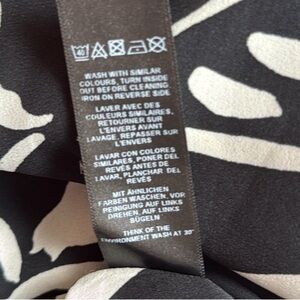 40
WASH WITH SIMILAR
COLOURS, TURN INSIDE
OUT BEFORE CLEANING
IRON ON REVERSE SIDE
LAVER AVEC DES
COULEURS SIMILAIRES,
RETOURNER SUR
L'ENVERS AVANT
LAVAGE, REPASSER SUR
L'ENVERS
LAVAR CON COLORES
SIMILARES, PONER DEL
REVÉS ANTES DE
LAVAR, PLANCHAR DEL
REVÉS
MIT ÄHNLICHEN
FARBEN WASCHEN, VOR
REINIGUNG AUF LINKS
DREHEN, AUF LINKS
BÜGELN
THINK OF THE
ENVIRONMENT WASH AT 30°